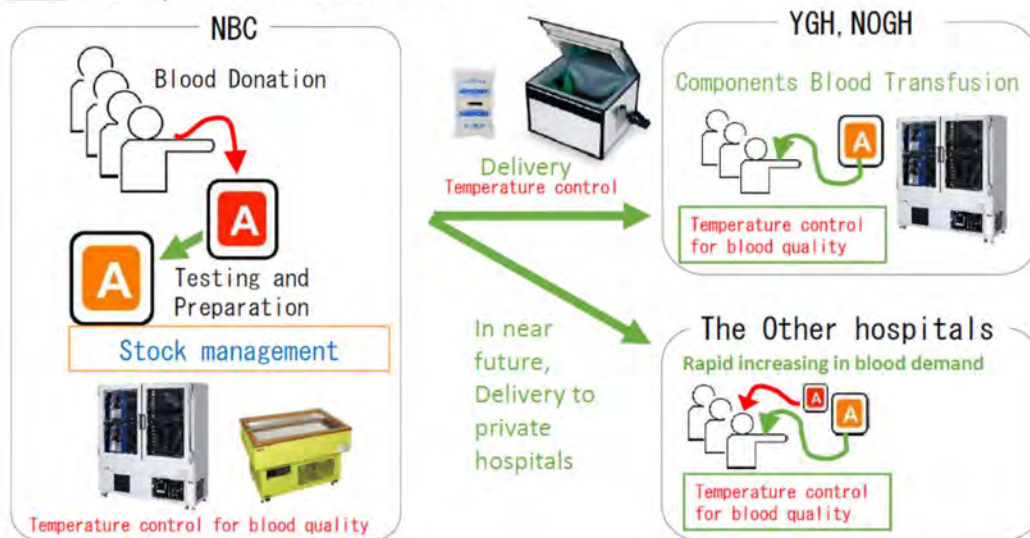 NBC
Blood Donation
A
A
Testing and
Preparation
Stock management
Temperature control for blood quality
Delivery
Temperature control
In near
future,
Delivery to
private
hospitals
YGH, NOGH
Components Blood Transfusion
A
Temperature control
for blood quality
The Other hospitals
Rapid increasing in blood demand
A
A
Temperature control
for blood quality